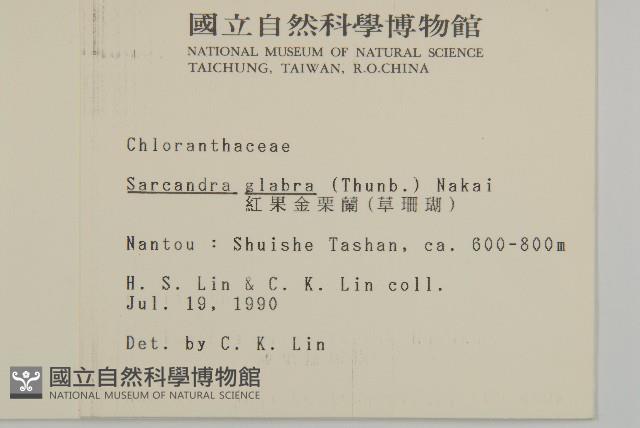 國立自然科學博物館
NATIONAL MUSEUM OF NATURAL SCIENCE
TAICHUNG, TAIWAN, R.O.CHINA
Chloranthaceae
Sarcandra glabra (Thunb.) Nakai
紅果金栗蘭(草珊瑚)
Nantou : Shuishe Tashan, ca. 600-800m
H. S. Lin & C. K. Lin coll.
Jul. 19, 1990
Det. by C. K. Lin
國立自然科學博物館
NATIONAL MUSEUM OF NATURAL SCIENCE